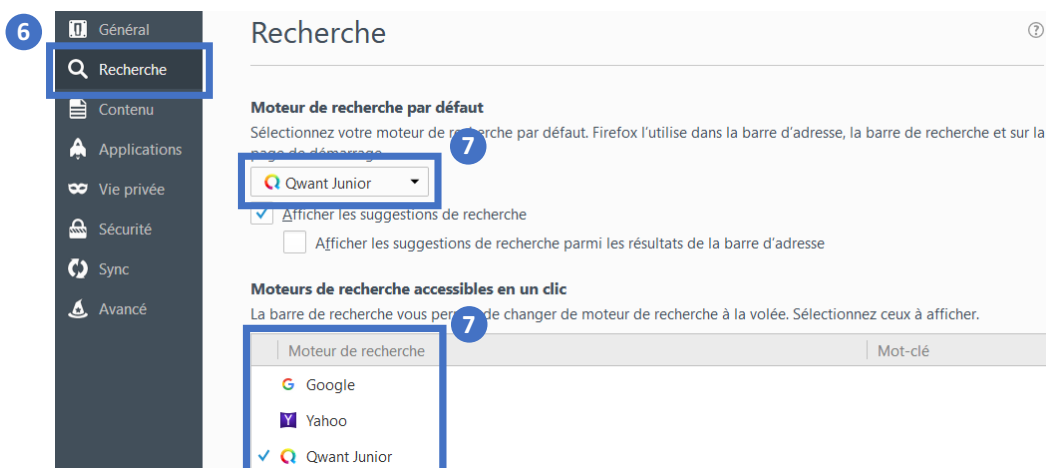 6
Général
Recherche
Contenu
Applications
Vie privée
Sécurité
Sync
Avancé
Recherche
?
Moteur de recherche par défaut
Sélectionnez votre moteur de recherche par défaut. Firefox l'utilise dans la barre d'adresse, la barre de recherche et sur la
page de démarrage
7
Qwant Junior
Afficher les suggestions de recherche
Afficher les suggestions de recherche parmi les résultats de la barre d'adresse
Moteurs de recherche accessibles en un clic
La barre de recherche vous permet de changer de moteur de recherche à la volée. Sélectionnez ceux à afficher.
7
Moteur de recherche
Mot-clé
Google
Yahoo
Qwant Junior